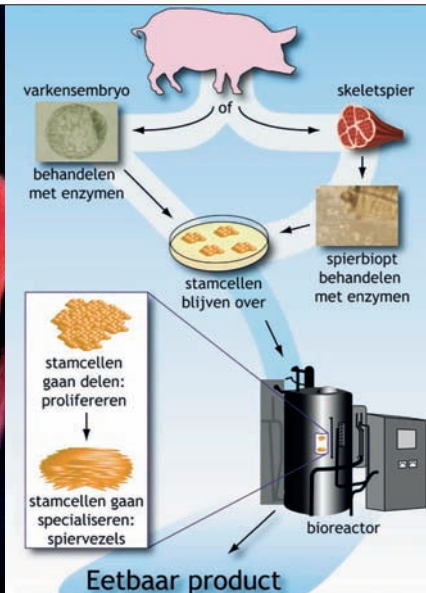 varkensembryo
of
skeletspier
behandelen
met enzymen
stamcellen
blijven over
spierbiopt
behandelen
met enzymen
stamcellen
gaan delen:
prolifereren
stamcellen gaan
specialiseren:
spiervezels
bioreactor
Eetbaar product